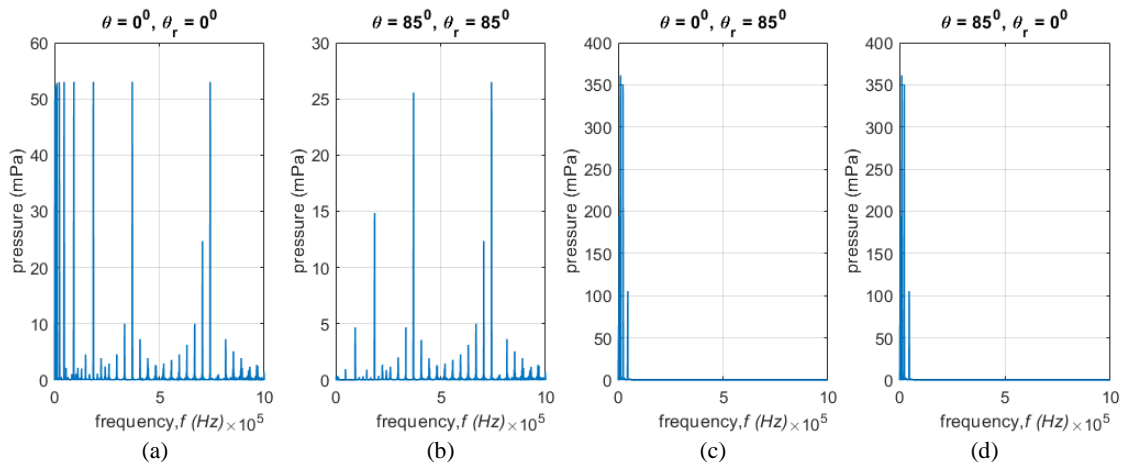 θ = 0⁰, θᵣ = 0⁰
60
50
40
30
20
10
0
pressure (mPa)
0 5 10
frequency,f (Hz) ×10⁵
(a)
θ = 85⁰, θᵣ = 85⁰
30
25
20
15
10
5
0
pressure (mPa)
0 5 10
frequency,f (Hz) ×10⁵
(b)
θ = 0⁰, θᵣ = 85⁰
400
350
300
250
200
150
100
50
0
pressure (mPa)
0 5 10
frequency,f (Hz) ×10⁵
(c)
θ = 85⁰, θᵣ = 0⁰
400
350
300
250
200
150
100
50
0
pressure (mPa)
0 5 10
frequency,f (Hz) ×10⁵
(d)